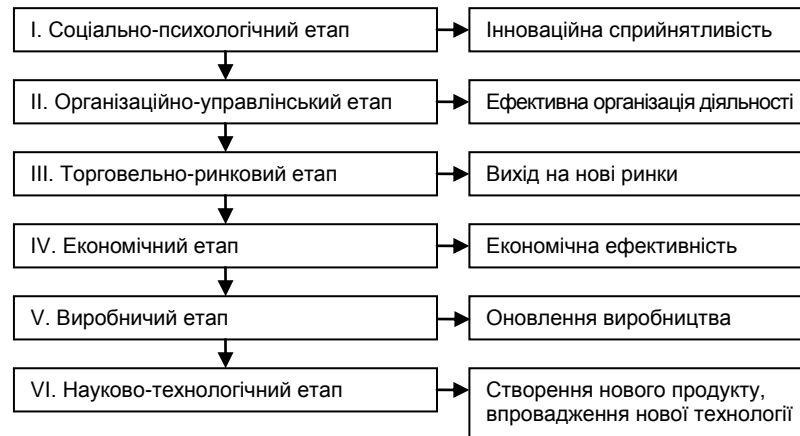 I. Соціально-психологічний етап
Інноваційна сприйнятливість
II. Організаційно-управлінський етап
Ефективна організація діяльності
III. Торговельно-ринковий етап
Вихід на нові ринки
IV. Економічний етап
Економічна ефективність
V. Виробничий етап
Оновлення виробництва
VI. Науково-технологічний етап
Створення нового продукту,
впровадження нової технології